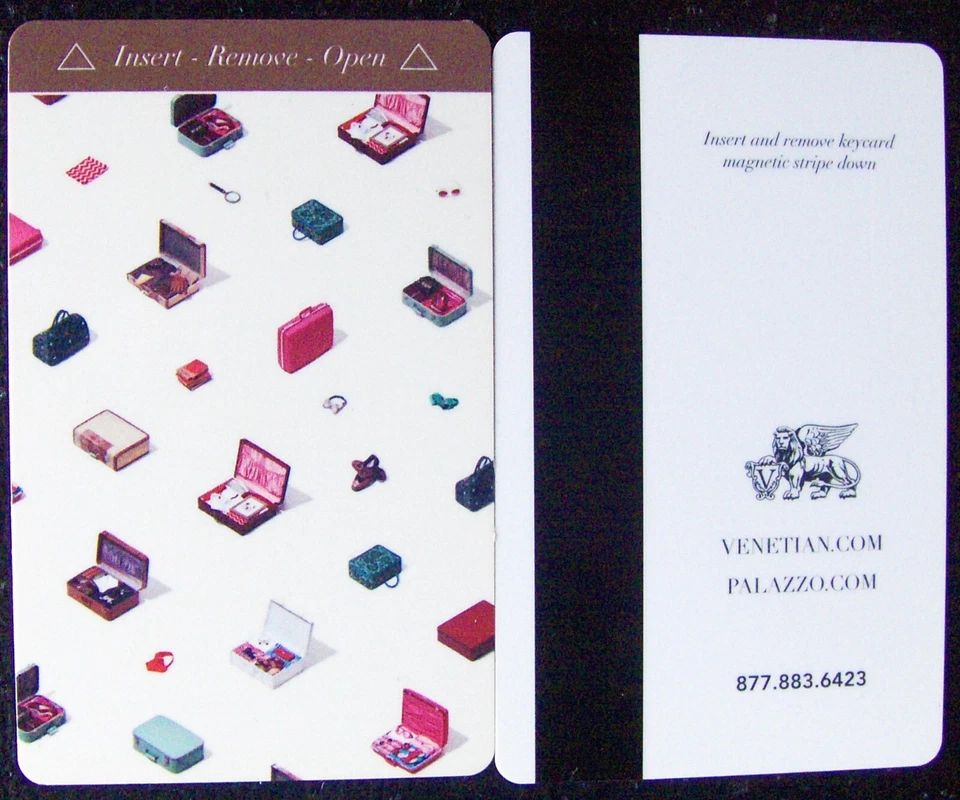 Insert - Remove - Open
Insert and remove keycard
magnetic stripe down
V
VENETIAN.COM
PALAZZO.COM
877.883.6423